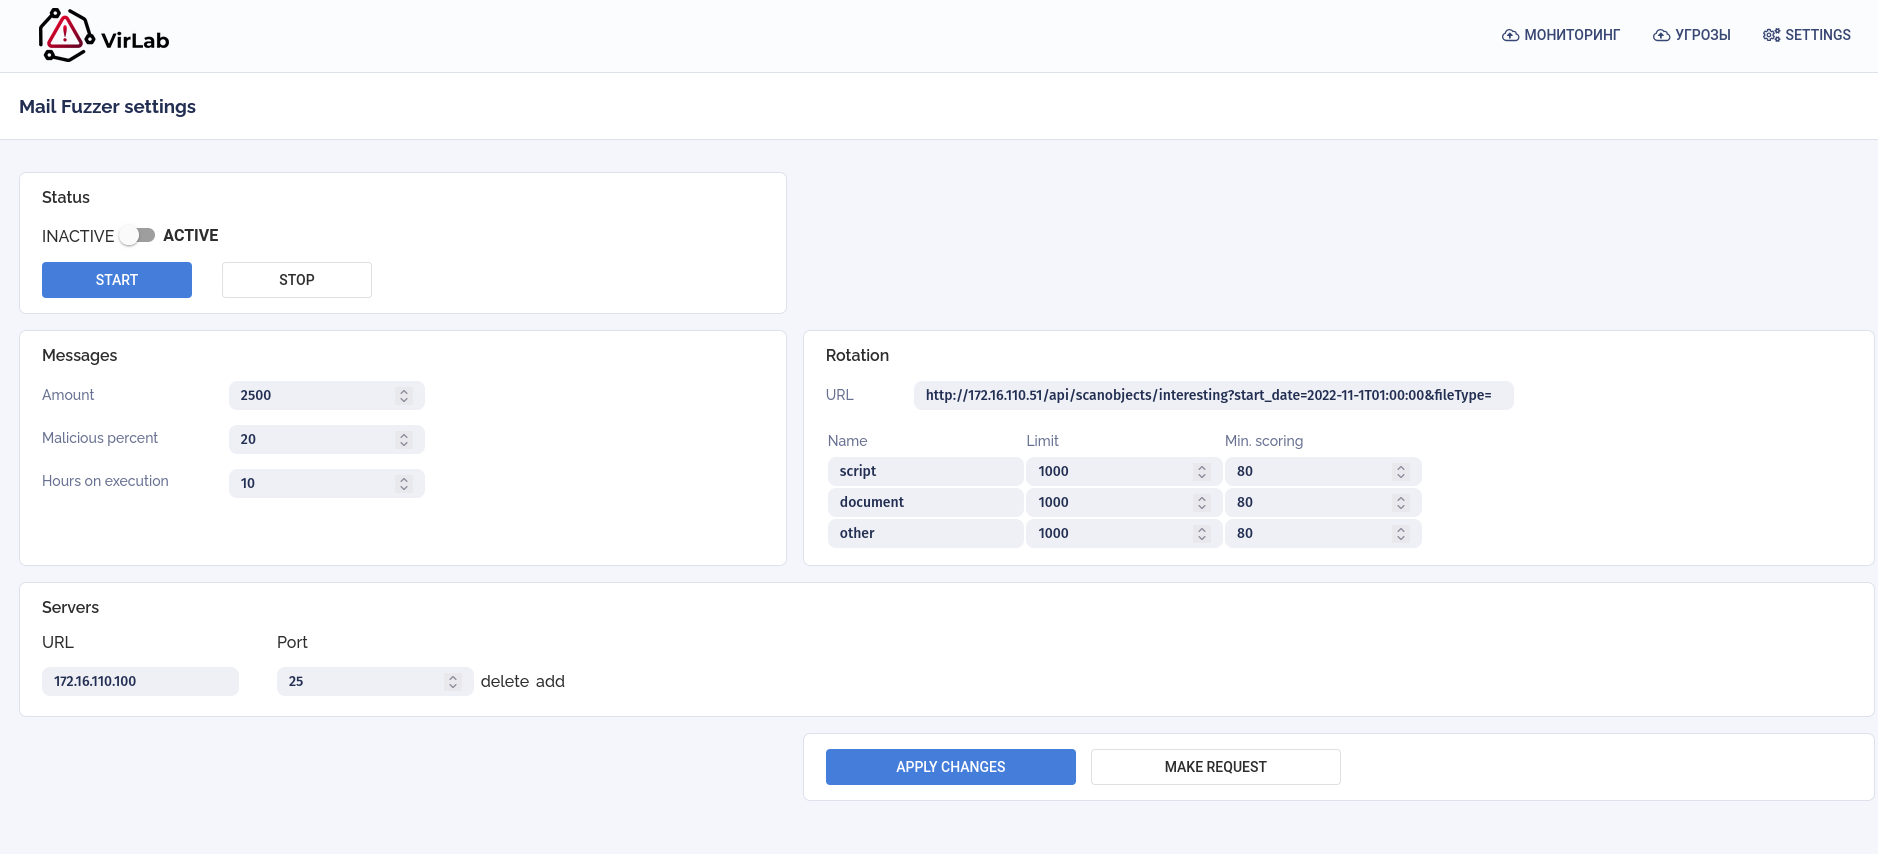 VirLab
МОНИТОРИНГ УГРОЗЫ SETTINGS
Mail Fuzzer settings
Status
INACTIVE ACTIVE
START STOP
Messages
Amount 2500
Malicious percent 20
Hours on execution 10
Rotation
URL http://172.16.110.51/api/scanobjects/interesting?start_date=2022-11-1T01:00:00&fileType=
Name Limit Min. scoring
script 1000 80
document 1000 80
other 1000 80
Servers
URL Port
172.16.110.100 25 delete add
APPLY CHANGES MAKE REQUEST